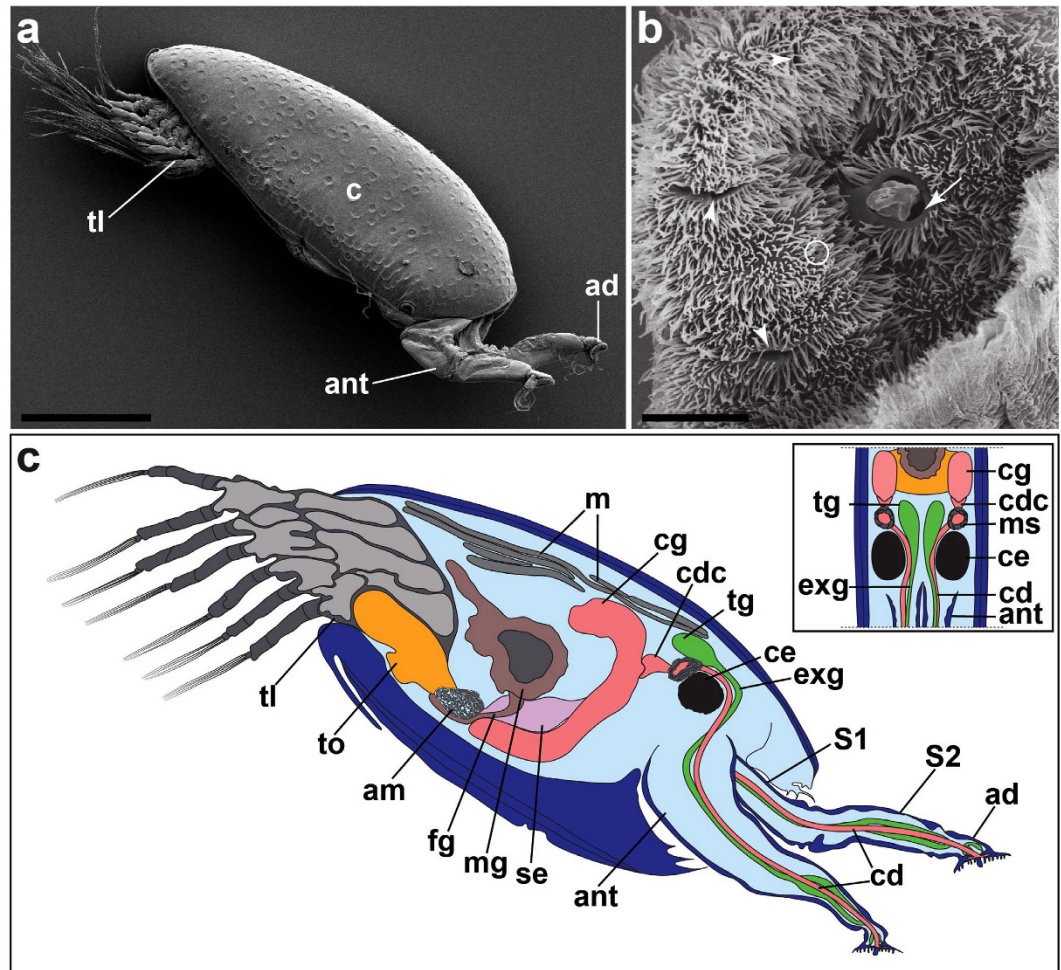 a
c
tl
ad
ant
b
c
m
cg
cdc
tg
ce
exg
S1
S2
ad
tl
to
am
fg
mg
se
ant
cd
tg
exg
cg
cdc
ms
ce
cd
ant